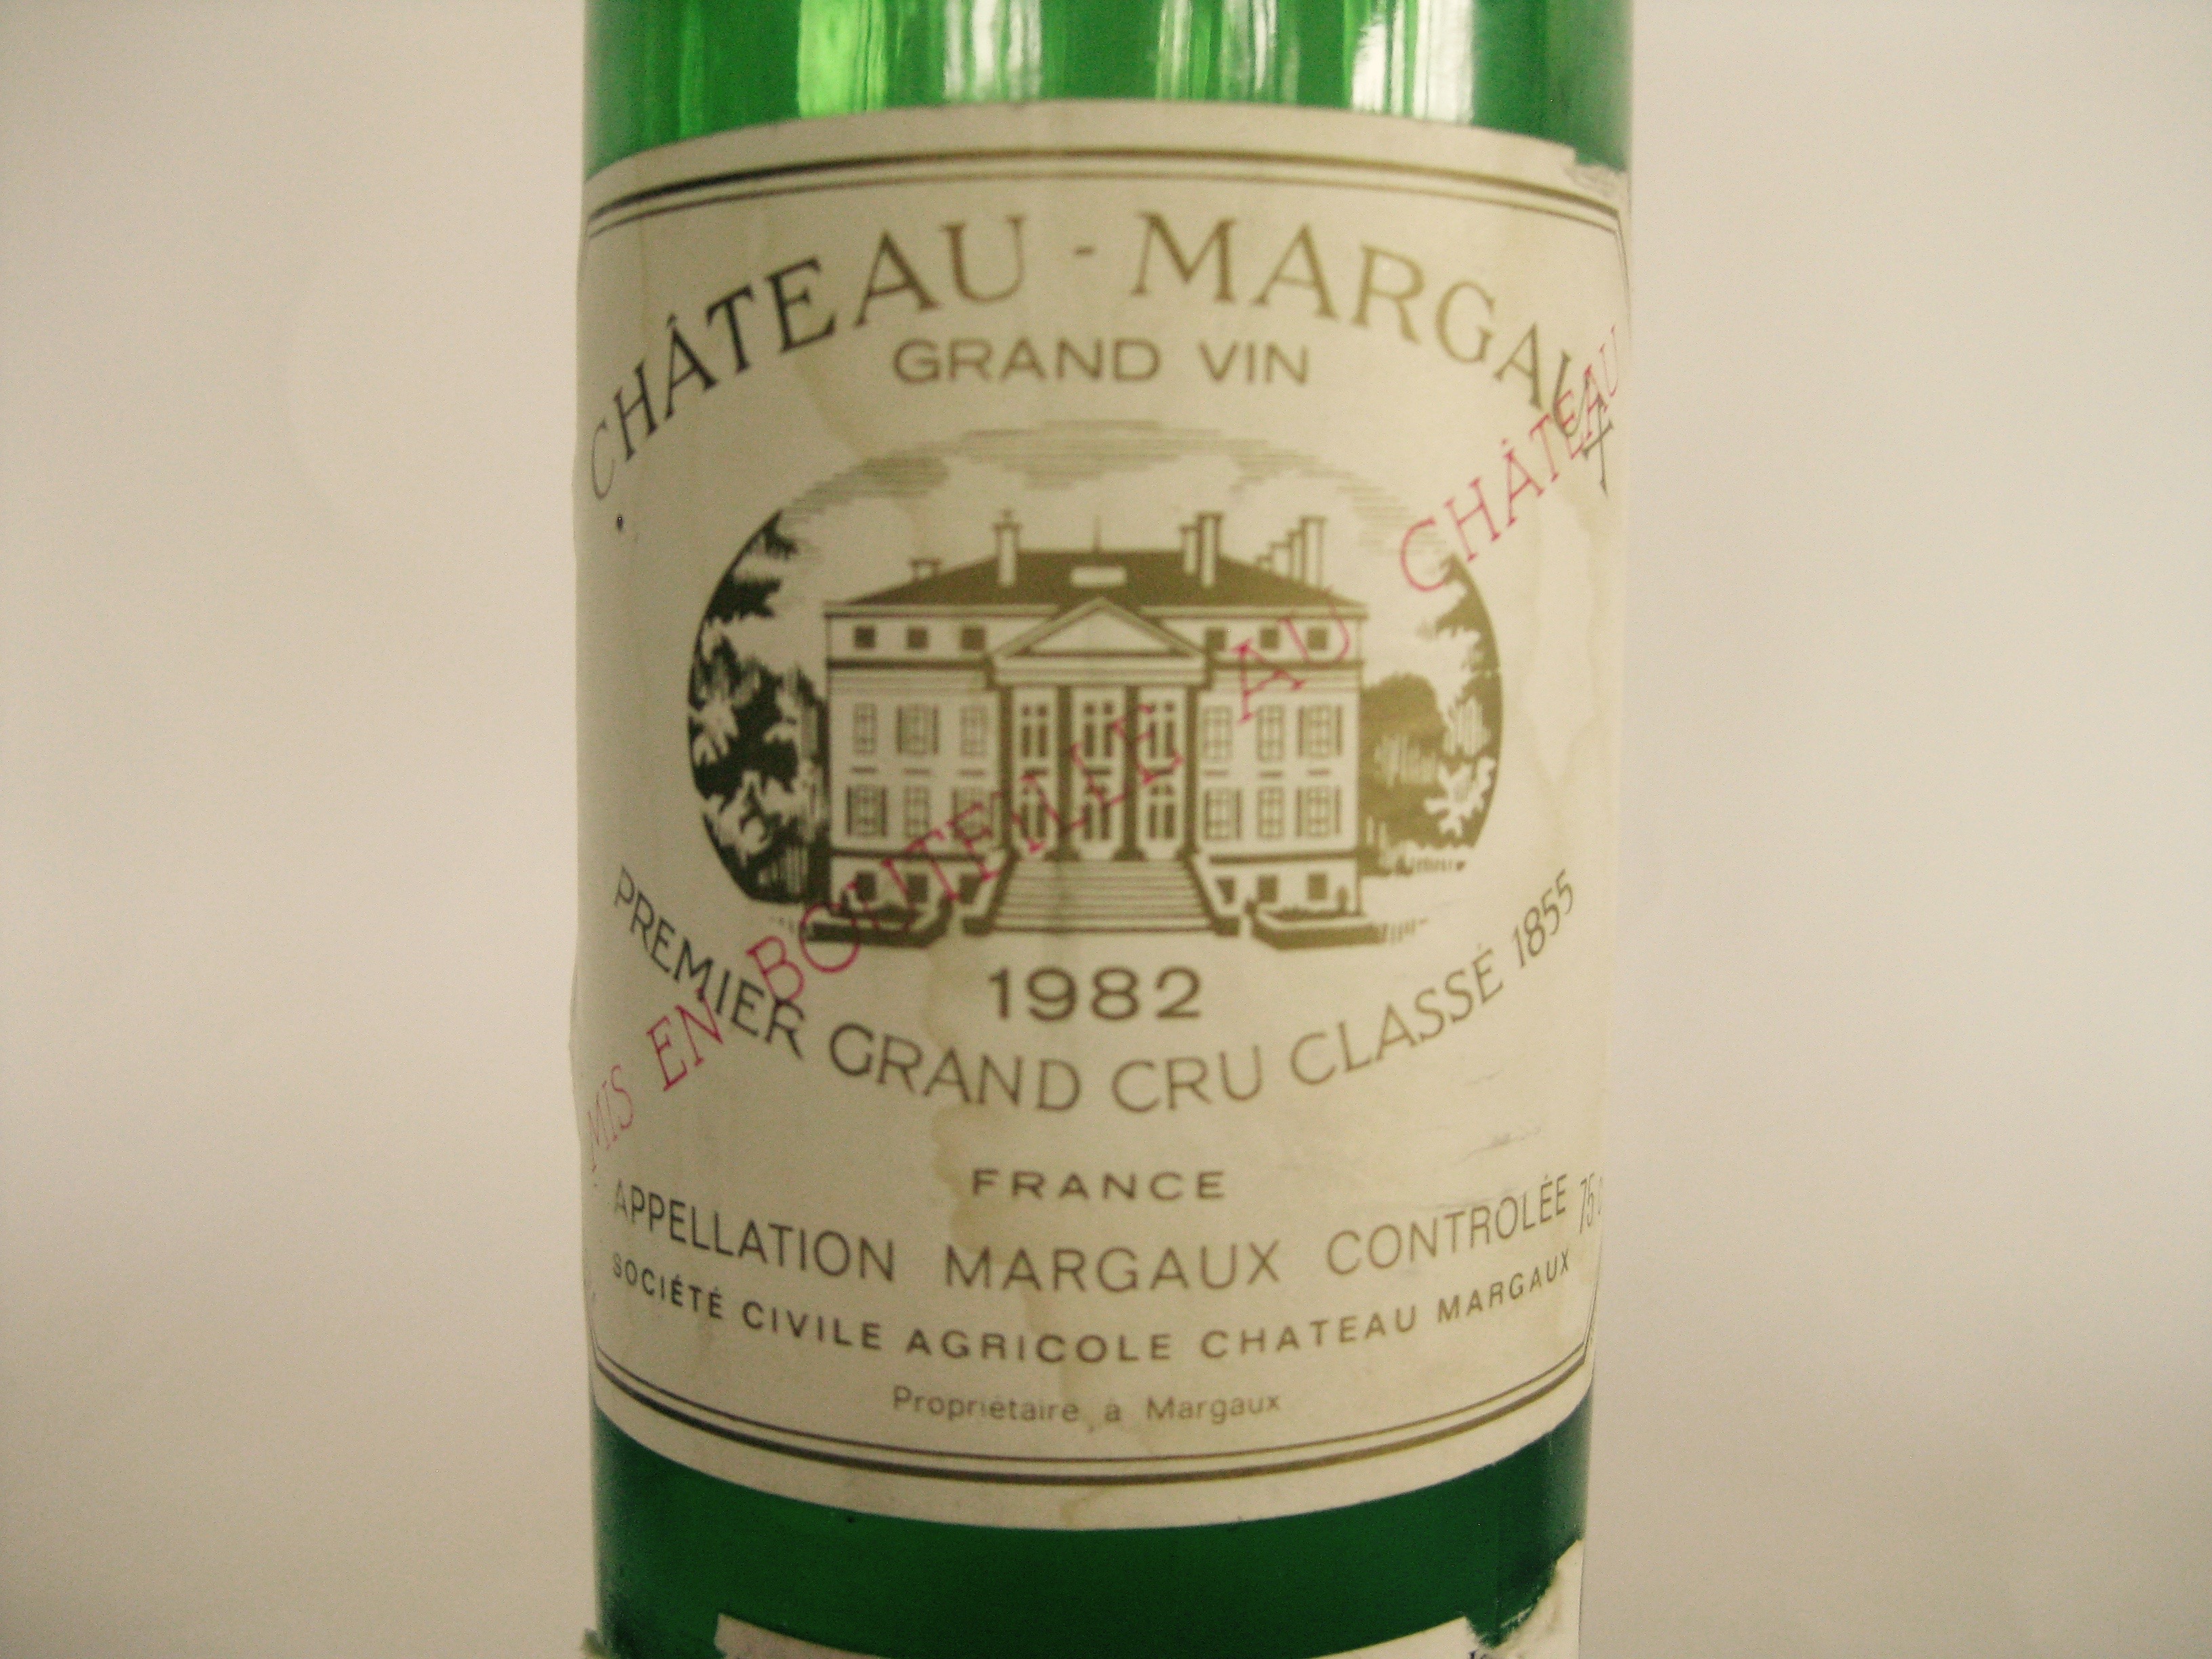 CHÂTEAU - MARGAUX
GRAND VIN
MIS EN BOUTEILLE AU CHÂTEAU
1982
PREMIER GRAND CRU CLASSÉ 1855
FRANCE
APPELLATION MARGAUX CONTROLÉE 75
SOCIÉTÉ CIVILE AGRICOLE CHATEAU MARGAUX
Propriétaire à Margaux